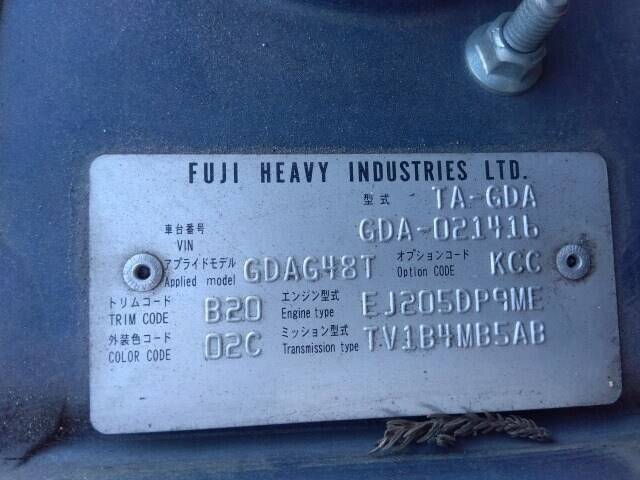 FUJI HEAVY INDUSTRIES LTD.
型式 TA-GDA
車台番号 VIN GDA-021416
アプライドモデル Applied model GDAG48T オプションコード Option CODE KCC
トリムコード TRIM CODE B20 エンジン型式 Engine type EJ205DP9ME
外装色コード COLOR CODE 02C ミッション型式 Transmission type TV1B4MB5AB